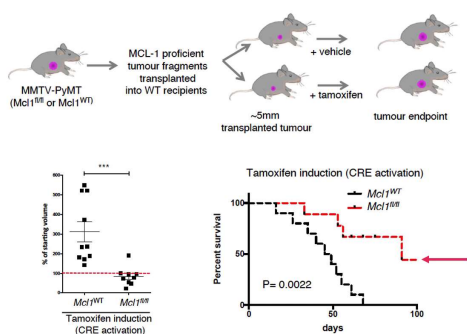 MMTV-PyMT
(Mcl1fl/fl or Mcl1WT)
MCL-1 proficient
tumour fragments
transplanted
into WT recipients
+ vehicle
+ tamoxifen
~5mm
transplanted tumour
tumour endpoint
% of starting volume
600
500
400
300
200
100
0
***
Mcl1WT
Mcl1fl/fl
Tamoxifen induction
(CRE activation)
Tamoxifen induction (CRE activation)
Mcl1WT
Mcl1fl/fl
Percent survival
100
50
0
P= 0.0022
0
50
100
days